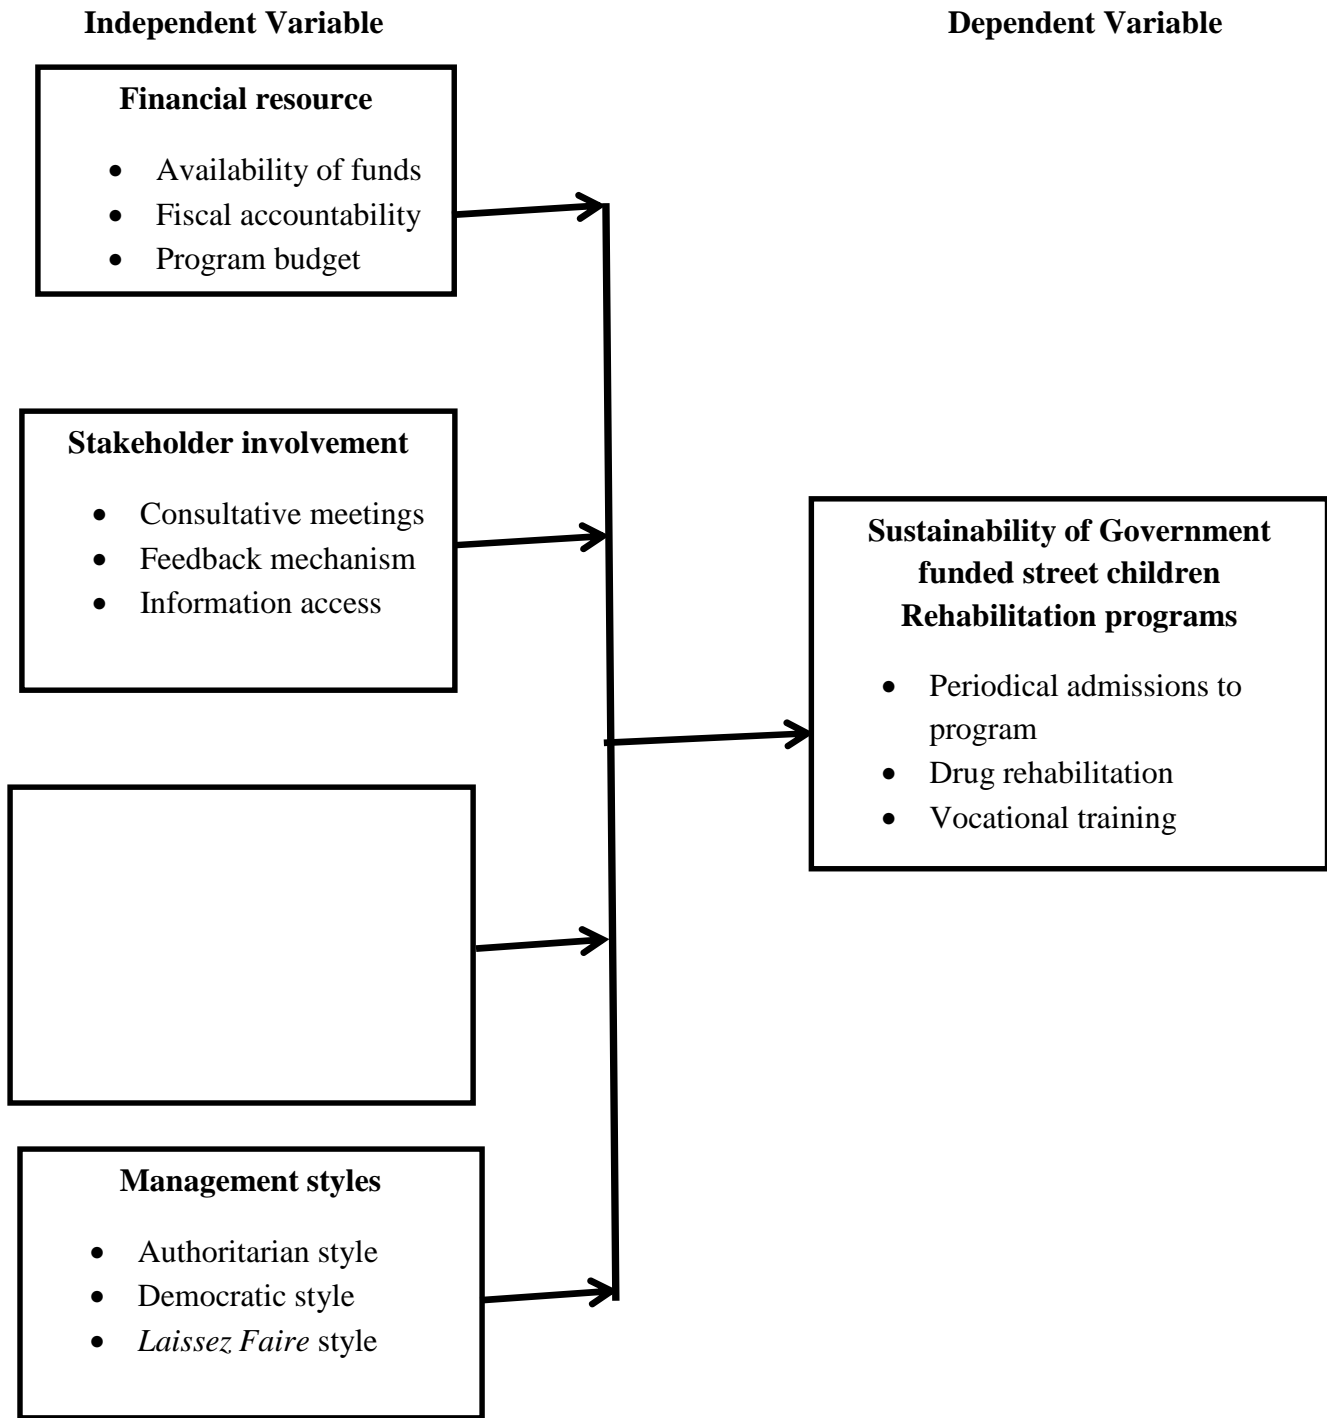 Independent Variable
Dependent Variable
Financial resource
• Availability of funds
• Fiscal accountability
• Program budget
Stakeholder involvement
• Consultative meetings
• Feedback mechanism
• Information access
Management styles
• Authoritarian style
• Democratic style
• Laissez Faire style
Sustainability of Government
funded street children
Rehabilitation programs
• Periodical admissions to
program
• Drug rehabilitation
• Vocational training